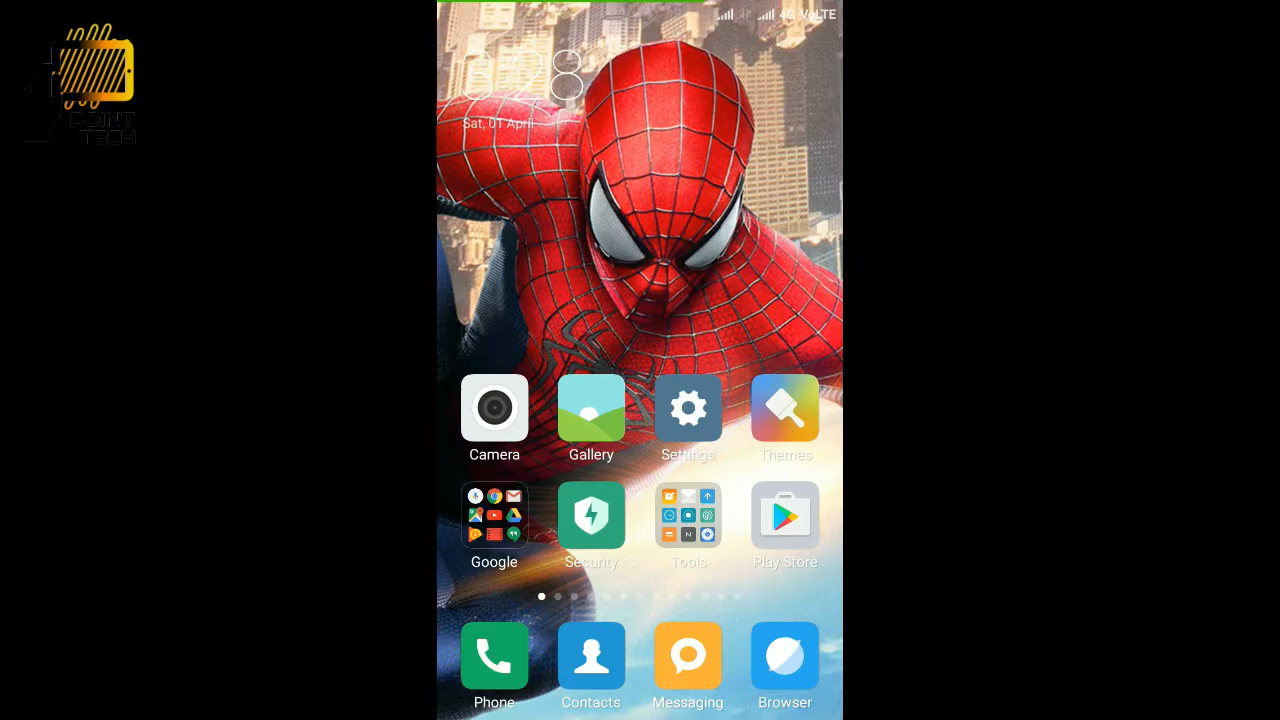 4G VoLTE
POINT
TECH
28
Sat, 01 April
Camera
Gallery
Settings
Themes
Google
Security
Tools
Play Store
Phone
Contacts
Messaging
Browser